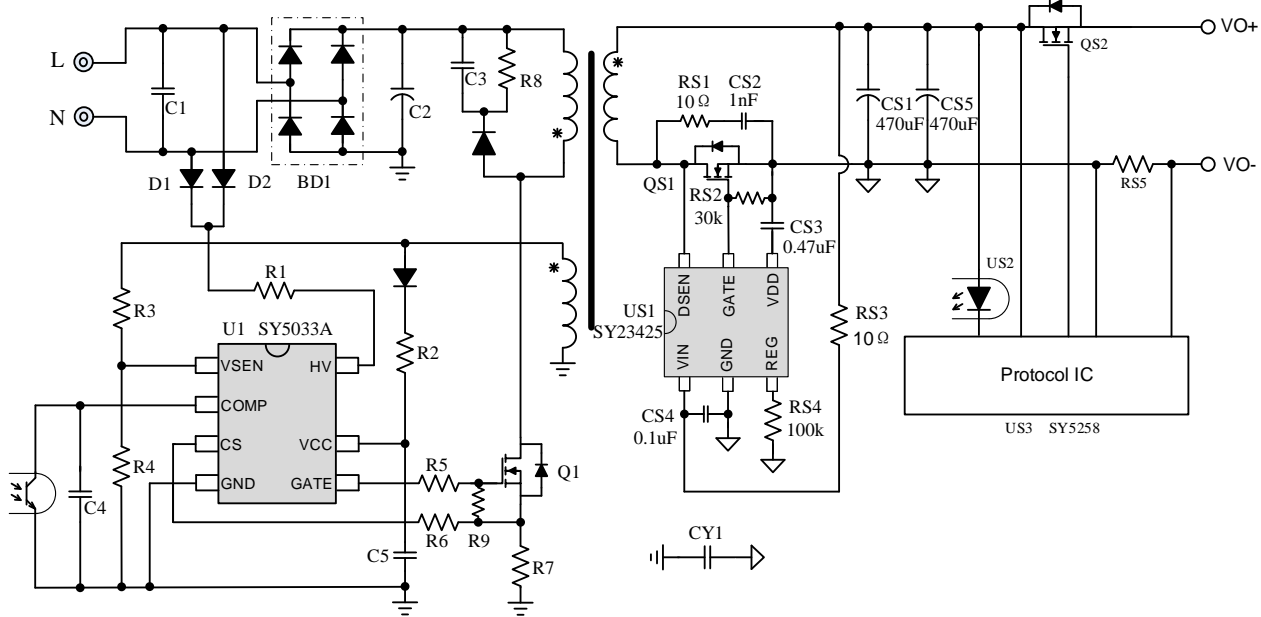 L
N
C1
D1
D2
BD1
C2
C3
R8
*
*
RS1
10Ω
CS2
1nF
QS1
RS2
30k
CS3
0.47uF
CS1
470uF
CS5
470uF
QS2
VO+
VO-
RS5
R1
R3
*
R2
U1 SY5033A
VSEN
HV
COMP
CS
VCC
GND
GATE
R4
C4
R5
R6
R9
Q1
C5
R7
US1
SY23425
DSEN
GATE
VDD
VIN
GND
REG
RS3
10Ω
CS4
0.1uF
RS4
100k
US2
Protocol IC
US3 SY5258
CY1